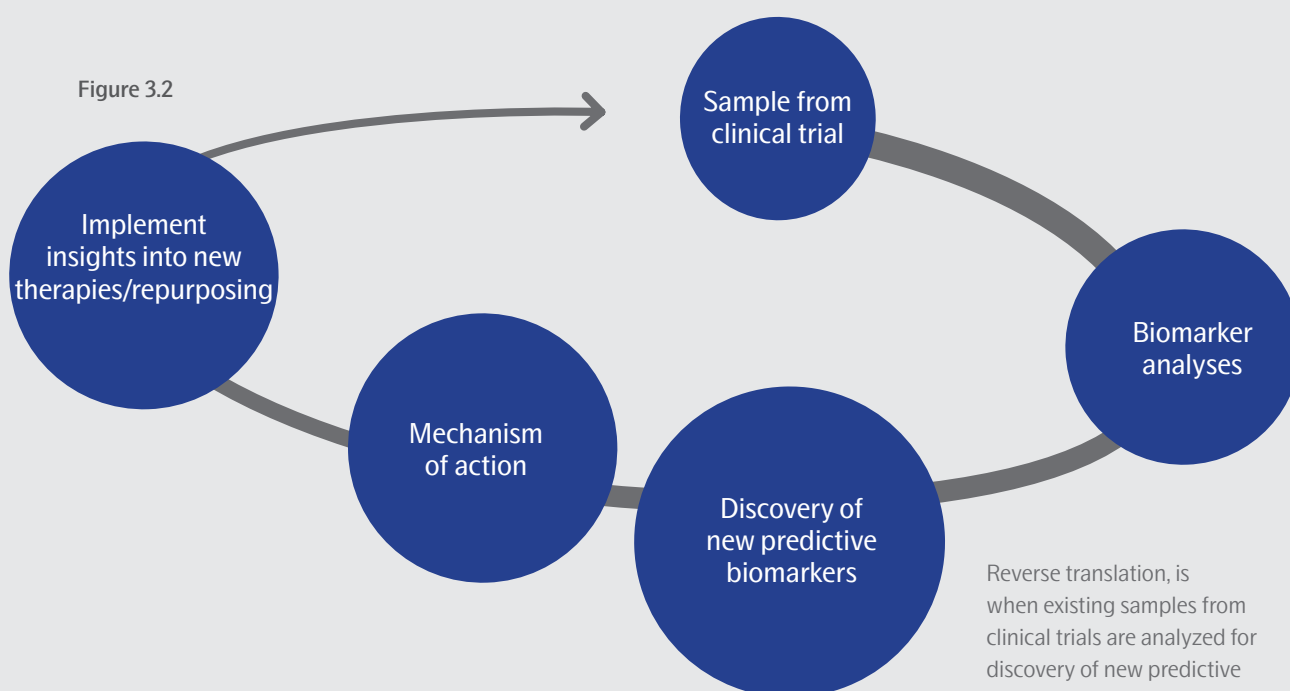 Figure 3.2
Sample from
clinical trial
Implement
insights into new
therapies/repurposing
Biomarker
analyses
Mechanism
of action
Discovery of
new predictive
biomarkers
Reverse translation, is
when existing samples from
clinical trials are analyzed for
discovery of new predictive